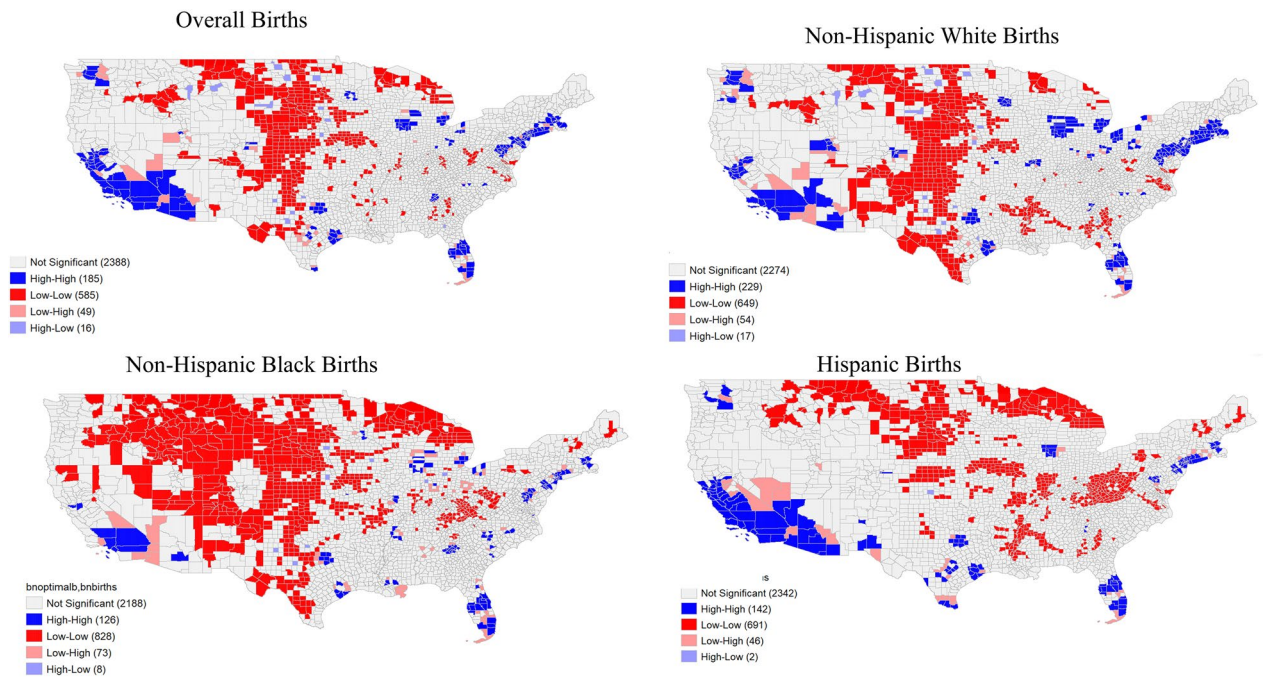 Overall Births
Not Significant (2388)
High-High (185)
Low-Low (585)
Low-High (49)
High-Low (16)
Non-Hispanic White Births
Not Significant (2274)
High-High (229)
Low-Low (649)
Low-High (54)
High-Low (17)
Non-Hispanic Black Births
bnoptimalb,bnbirths
Not Significant (2188)
High-High (126)
Low-Low (828)
Low-High (73)
High-Low (8)
Hispanic Births
Not Significant (2342)
High-High (142)
Low-Low (691)
Low-High (46)
High-Low (2)